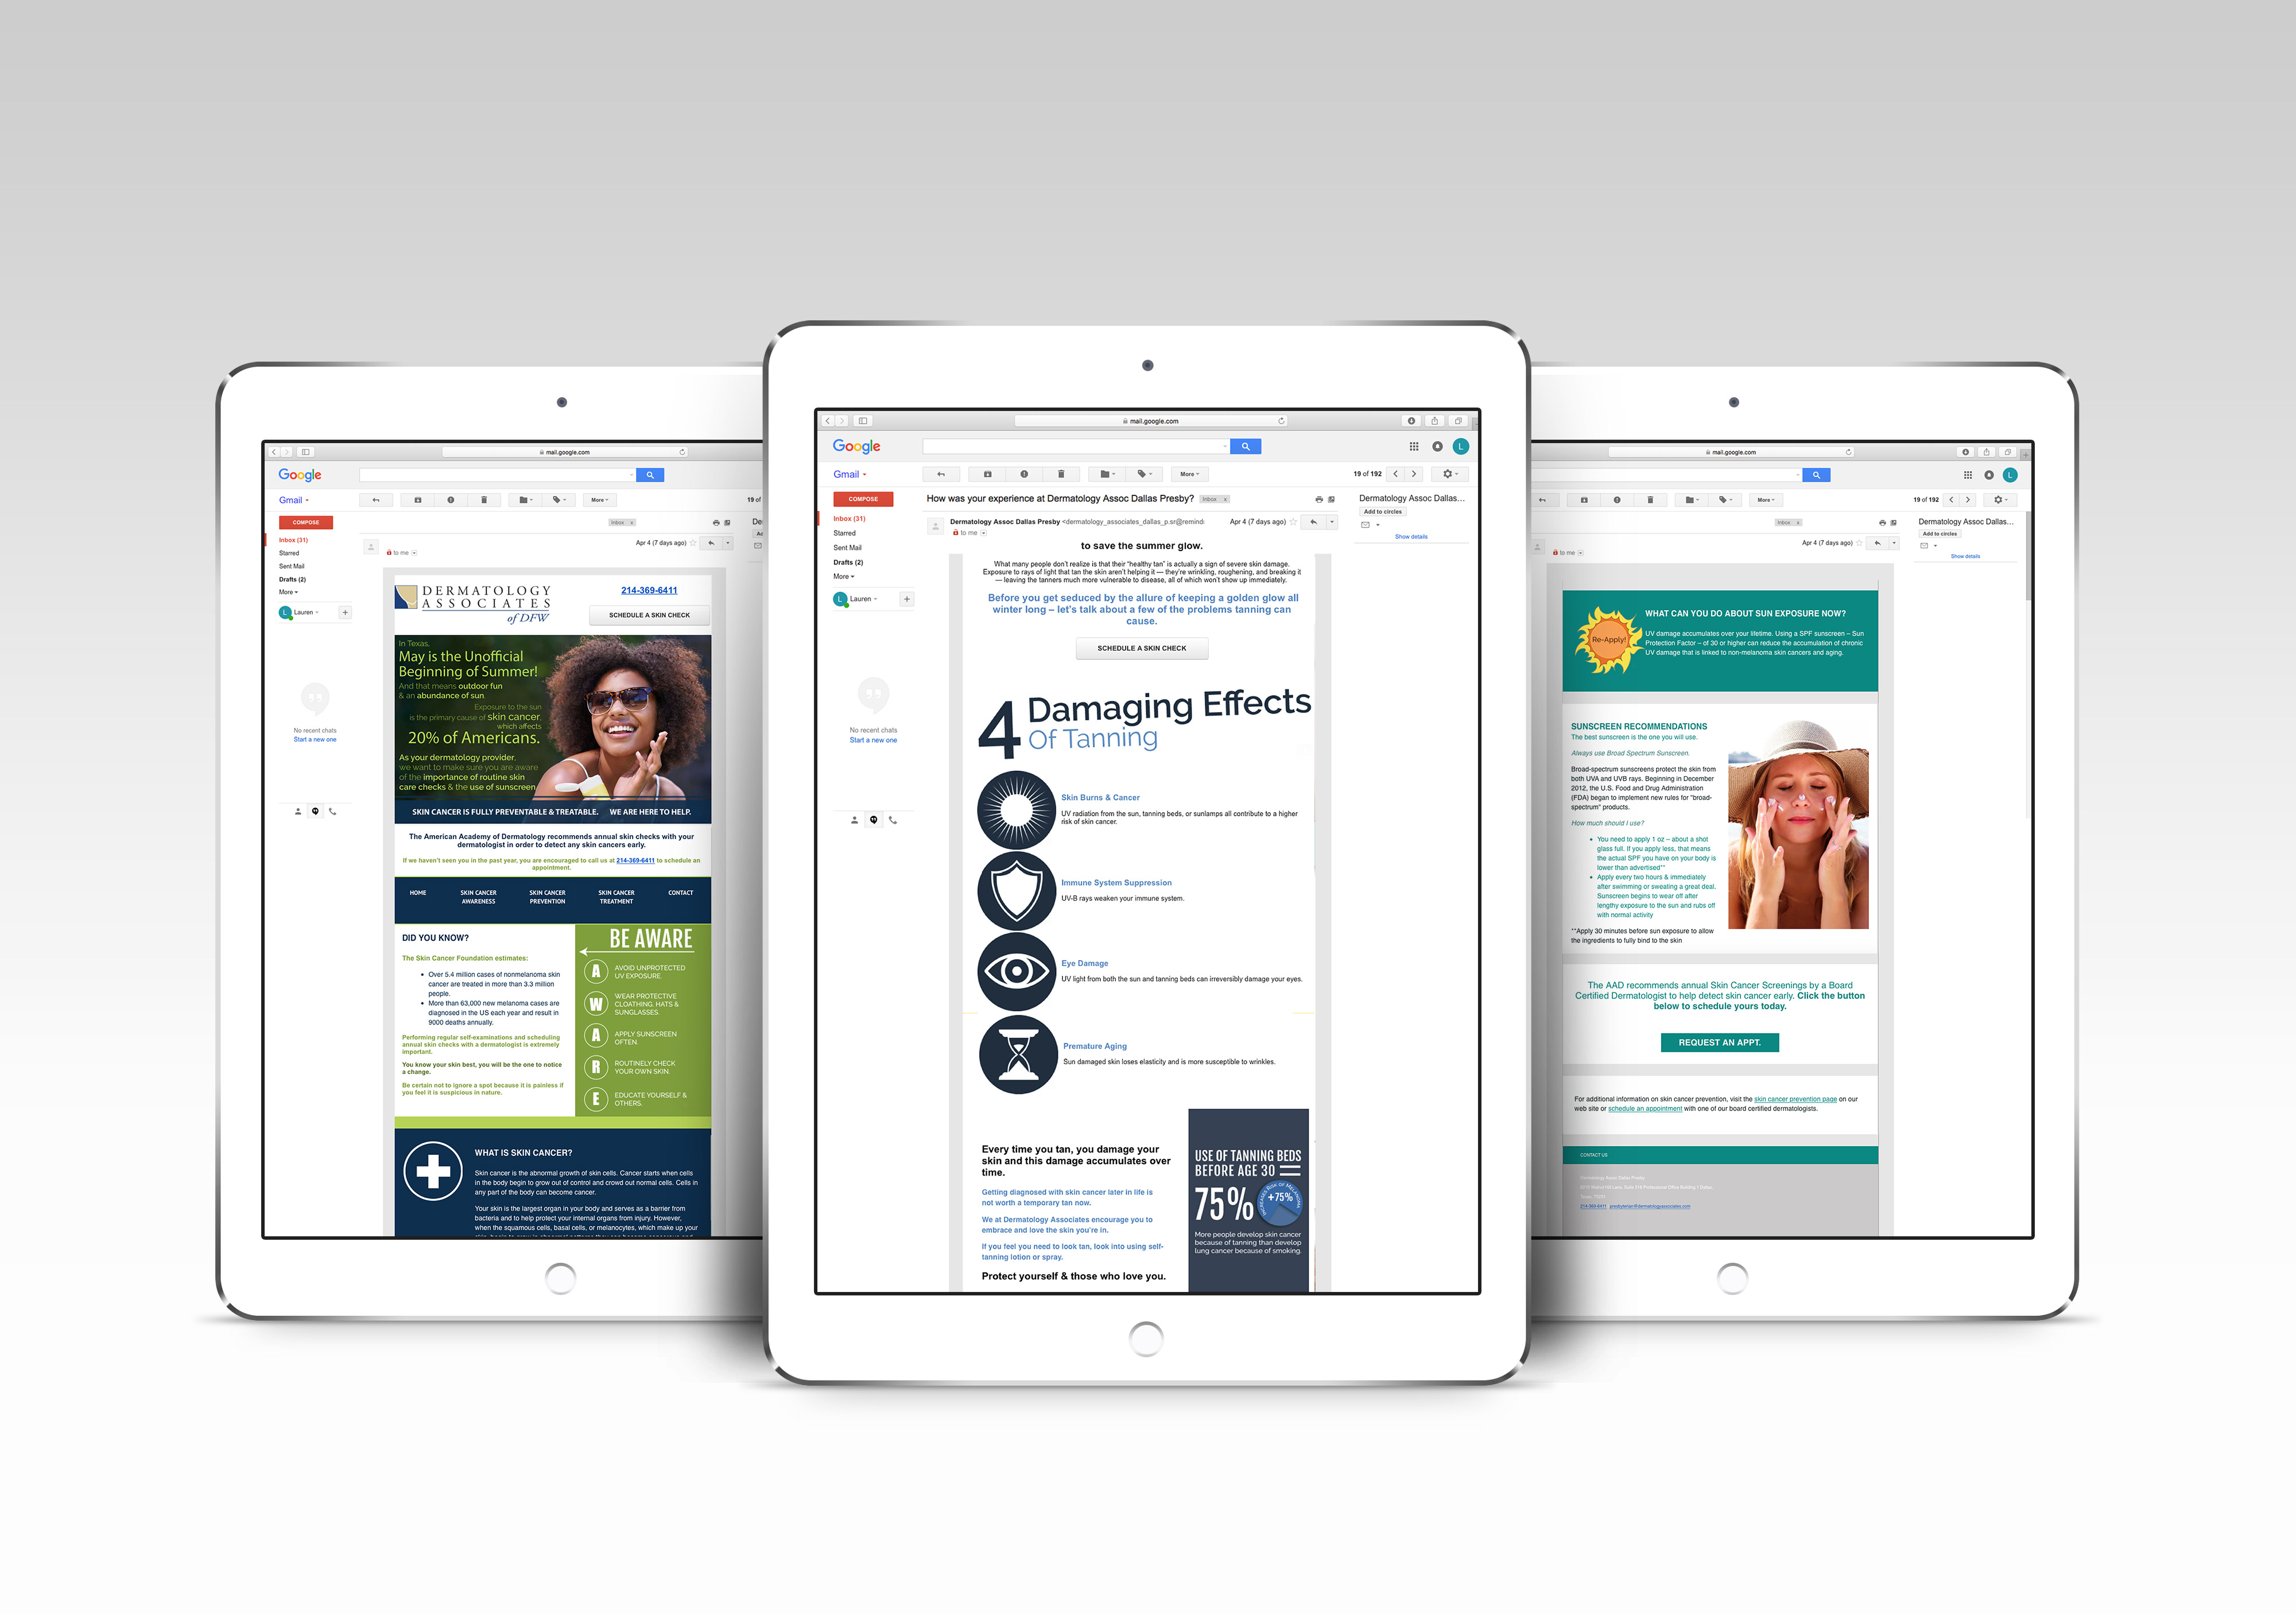 mail.google.com
Google
Gmail
More
19 of
COMPOSE
Inbox (31)
Starred
Sent Mail
Drafts (2)
More
Lauren
No recent chats
Start a new one
Inbox x
Apr 4 (7 days ago)
to me
DERMATOLOGY
ASSOCIATES
of DFW
214-369-6411
SCHEDULE A SKIN CHECK
In Texas,
May is the Unofficial
Beginning of Summer!
And that means outdoor fun
& an abundance of sun.
Exposure to the sun
is the primary cause of skin cancer,
which affects
20% of Americans.
As your dermatology provider,
we want to make sure you are aware
of the importance of routine skin
care checks & the use of sunscreen
SKIN CANCER IS FULLY PREVENTABLE & TREATABLE. WE ARE HERE TO HELP.
The American Academy of Dermatology recommends annual skin checks with your
dermatologist in order to detect any skin cancers early.
If we haven't seen you in the past year, you are encouraged to call us at 214-369-6411 to schedule an
appointment.
HOME SKIN CANCER AWARENESS SKIN CANCER PREVENTION SKIN CANCER TREATMENT CONTACT
DID YOU KNOW?
The Skin Cancer Foundation estimates:
• Over 5.4 million cases of nonmelanoma skin
cancer are treated in more than 3.3 million
people.
• More than 63,000 new melanoma cases are
diagnosed in the US each year and result in
9000 deaths annually.
Performing regular self-examinations and scheduling
annual skin checks with a dermatologist is extremely
important.
You know your skin best, you will be the one to notice
a change.
Be certain not to ignore a spot because it is painless if
you feel it is suspicious in nature.
BE AWARE
A AVOID UNPROTECTED
UV EXPOSURE.
W WEAR PROTECTIVE
CLOATHING. HATS &
SUNGLASSES.
A APPLY SUNSCREEN
OFTEN.
R ROUTINELY CHECK
YOUR OWN SKIN.
E EDUCATE YOURSELF &
OTHERS.
WHAT IS SKIN CANCER?
Skin cancer is the abnormal growth of skin cells. Cancer starts when cells
in the body begin to grow out of control and crowd out normal cells. Cells in
any part of the body can become cancer.
Your skin is the largest organ in your body and serves as a barrier from
bacteria and to help protect your internal organs from injury. However,
when the squamous cells, basal cells, or melanocytes, which make up your
mail.google.com
Google
L
Gmail
More
19 of 192
COMPOSE
Inbox (31)
Starred
Sent Mail
Drafts (2)
More
L Lauren
No recent chats
Start a new one
How was your experience at Dermatology Assoc Dallas Presby? Inbox x
Dermatology Assoc Dallas Presby <dermatology_associates_dallas_p.sr@remind
Apr 4 (7 days ago)
to me
Dermatology Assoc Dallas...
Add to circles
Show details
to save the summer glow.
What many people don't realize is that their "healthy tan" is actually a sign of severe skin damage.
Exposure to rays of light that tan the skin aren't helping it — they're wrinkling, roughening, and breaking it
— leaving the tanners much more vulnerable to disease, all of which won't show up immediately.
Before you get seduced by the allure of keeping a golden glow all
winter long – let's talk about a few of the problems tanning can
cause.
SCHEDULE A SKIN CHECK
4 Damaging Effects
Of Tanning
Skin Burns & Cancer
UV radiation from the sun, tanning beds, or sunlamps all contribute to a higher
risk of skin cancer.
Immune System Suppression
UV-B rays weaken your immune system.
Eye Damage
UV light from both the sun and tanning beds can irreversibly damage your eyes.
Premature Aging
Sun damaged skin loses elasticity and is more susceptible to wrinkles.
Every time you tan, you damage your
skin and this damage accumulates over
time.
Getting diagnosed with skin cancer later in life is
not worth a temporary tan now.
We at Dermatology Associates encourage you to
embrace and love the skin you're in.
If you feel you need to look tan, look into using self-
tanning lotion or spray.
Protect yourself & those who love you.
USE OF TANNING BEDS
BEFORE AGE 30
75%
INCREASES RISK OF MELANOMA
+75%
More people develop skin cancer
because of tanning than develop
lung cancer because of smoking.
mail.google.com
L
More
19 of 192
Inbox x
Apr 4 (7 days ago)
to me
Dermatology Assoc Dallas...
Add to circles
Show details
Re-Apply!
WHAT CAN YOU DO ABOUT SUN EXPOSURE NOW?
UV damage accumulates over your lifetime. Using a SPF sunscreen – Sun
Protection Factor – of 30 or higher can reduce the accumulation of chronic
UV damage that is linked to non-melanoma skin cancers and aging.
SUNSCREEN RECOMMENDATIONS
The best sunscreen is the one you will use.
Always use Broad Spectrum Sunscreen.
Broad-spectrum sunscreens protect the skin from
both UVA and UVB rays. Beginning in December
2012, the U.S. Food and Drug Administration
(FDA) began to implement new rules for "broad-
spectrum" products.
How much should I use?
• You need to apply 1 oz – about a shot
glass full. If you apply less, that means
the actual SPF you have on your body is
lower than advertised**
• Apply every two hours & immediately
after swimming or sweating a great deal.
Sunscreen begins to wear off after
lengthy exposure to the sun and rubs off
with normal activity
**Apply 30 minutes before sun exposure to allow
the ingredients to fully bind to the skin
The AAD recommends annual Skin Cancer Screenings by a Board
Certified Dermatologist to help detect skin cancer early. Click the button
below to schedule yours today.
REQUEST AN APPT.
For additional information on skin cancer prevention, visit the skin cancer prevention page on our
web site or schedule an appointment with one of our board certified dermatologists.
CONTACT US
Dermatology Assoc Dallas Presby
214-369-6411